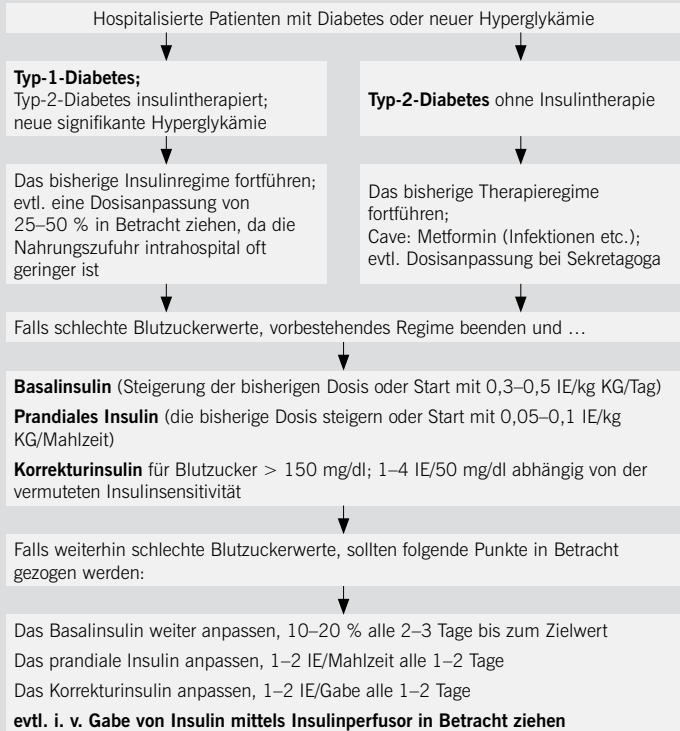 Hospitalisierte Patienten mit Diabetes oder neuer Hyperglykämie
Typ-1-Diabetes;
Typ-2-Diabetes insulintherapiert;
neue signifikante Hyperglykämie
Typ-2-Diabetes ohne Insulintherapie
Das bisherige Insulinregime fortführen;
evtl. eine Dosisanpassung von
25–50 % in Betracht ziehen, da die
Nahrungszufuhr intrahospital oft
geringer ist
Das bisherige Therapieregime
fortführen;
Cave: Metformin (Infektionen etc.);
evtl. Dosisanpassung bei Sekretagoga
Falls schlechte Blutzuckerwerte, vorbestehendes Regime beenden und …
Basalinsulin (Steigerung der bisherigen Dosis oder Start mit 0,3–0,5 IE/kg KG/Tag)
Prandiales Insulin (die bisherige Dosis steigern oder Start mit 0,05–0,1 IE/kg
KG/Mahlzeit)
Korrekturinsulin für Blutzucker > 150 mg/dl; 1–4 IE/50 mg/dl abhängig von der
vermuteten Insulinsensitivität
Falls weiterhin schlechte Blutzuckerwerte, sollten folgende Punkte in Betracht
gezogen werden:
Das Basalinsulin weiter anpassen, 10–20 % alle 2–3 Tage bis zum Zielwert
Das prandiale Insulin anpassen, 1–2 IE/Mahlzeit alle 1–2 Tage
Das Korrekturinsulin anpassen, 1–2 IE/Gabe alle 1–2 Tage
evtl. i. v. Gabe von Insulin mittels Insulinperfusor in Betracht ziehen